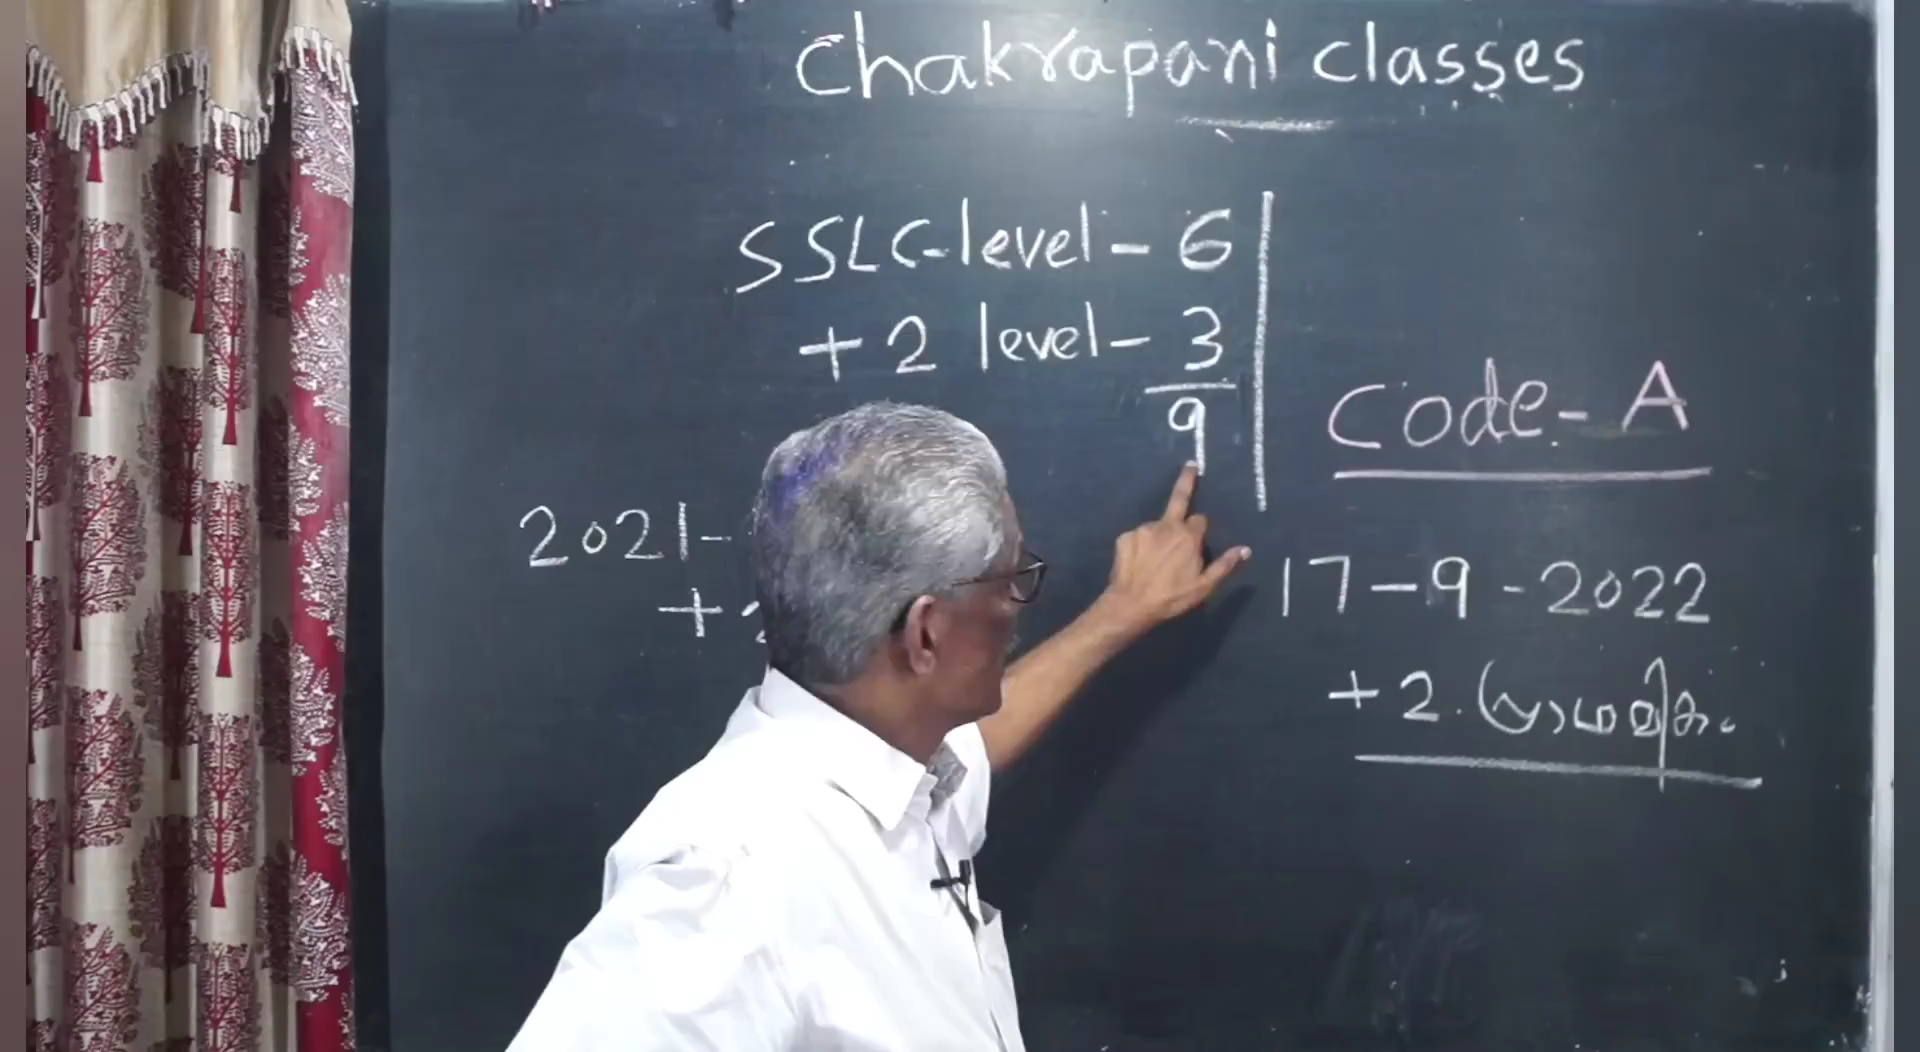 Chakrapani classes
SSLC-level - 6
+2 level - 3
9
Code - A
2021 -
+
17 - 9 - 2022
+2 പ്രാഥമിക